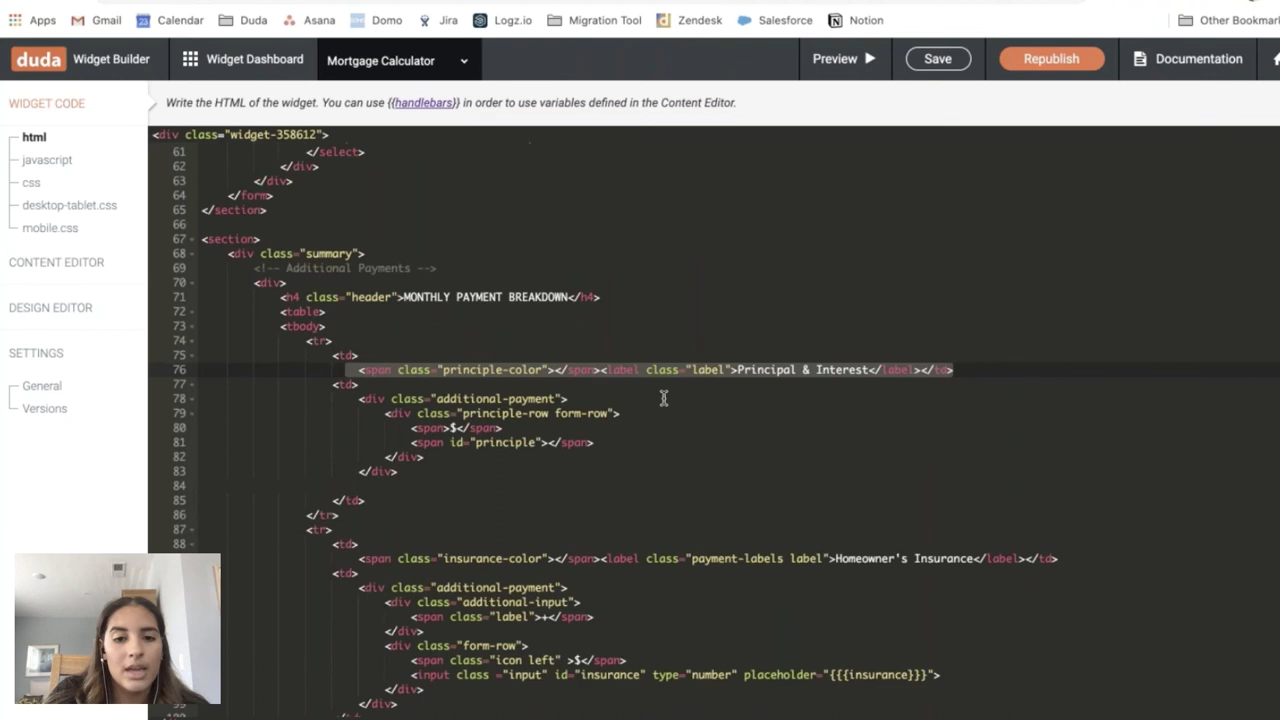 Apps Gmail Calendar Duda Asana Domo Jira Logz.io Migration Tool Zendesk Salesforce Notion Other Bookmar
duda Widget Builder Widget Dashboard Mortgage Calculator Preview Save Republish Documentation
WIDGET CODE
Write the HTML of the widget. You can use {{handlebars}} in order to use variables defined in the Content Editor.
html
javascript
css
desktop-tablet.css
mobile.css
CONTENT EDITOR
DESIGN EDITOR
SETTINGS
General
Versions
<div class="widget-358612">
61 </select>
62 </div>
63 </div>
64 </form>
65 </section>
66
67 <section>
68 <div class="summary">
69 <!-- Additional Payments -->
70 <div>
71 <h4 class="header">MONTHLY PAYMENT BREAKDOWN</h4>
72 <table>
73 <tbody>
74 <tr>
75 <td>
76 <span class="principle-color"></span><label class="label">Principal & Interest</label></td>
77 <td>
78 <div class="additional-payment">
79 <div class="principle-row form-row">
80 <span>$</span>
81 <span id="principle"></span>
82 </div>
83 </div>
84
85 </td>
86 </tr>
87 <tr>
88 <td>
<span class="insurance-color"></span><label class="payment-labels label">Homeowner's Insurance</label></td>
<td>
<div class="additional-payment">
<div class="additional-input">
<span class="label">+</span>
</div>
<div class="form-row">
<span class="icon left" >$</span>
<input class ="input" id="insurance" type="number" placeholder="{{{insurance}}}">
</div>
</div>